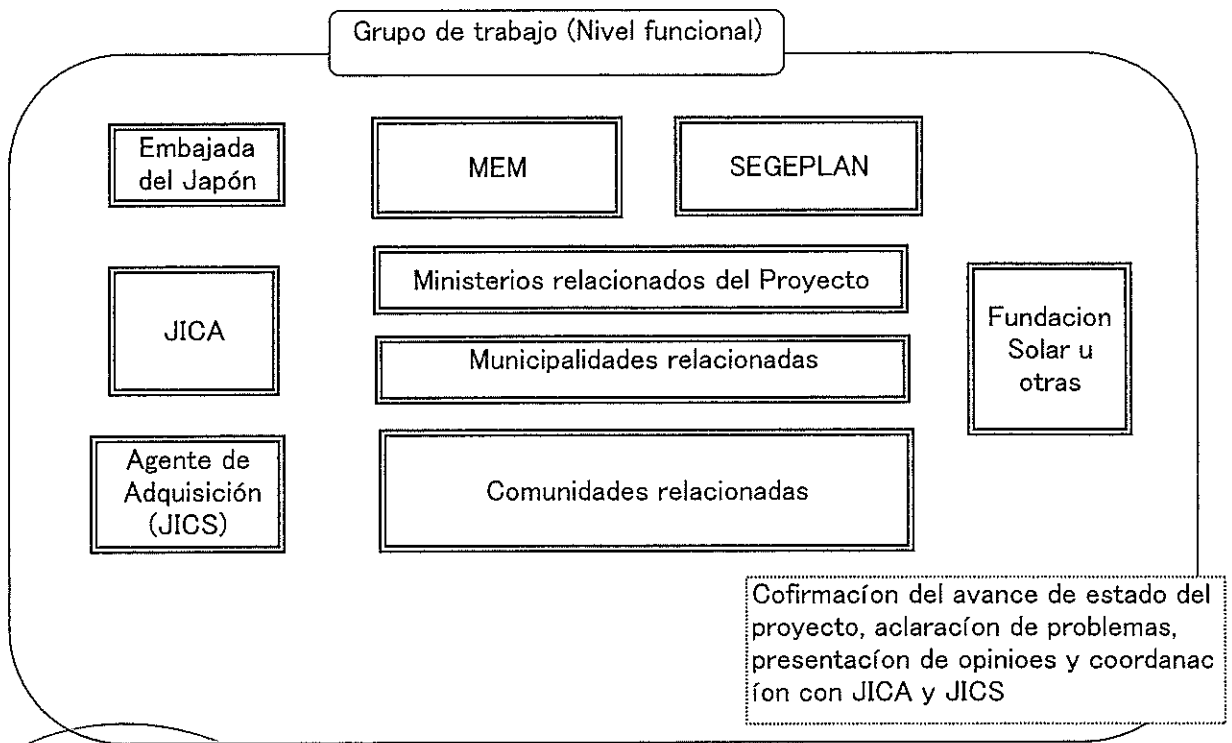 Grupo de trabajo (Nivel funcional)
Embajada
del Japón
MEM
SEGEPLAN
Ministerios relacionados del Proyecto
JICA
Municipalidades relacionadas
Fundacion
Solar u
otras
Agente de
Adquisición
(JICS)
Comunidades relacionadas
Cofirmacíon del avance de estado del
proyecto, aclaracíon de problemas,
presentacíon de opinioes y coordanac
íon con JICA y JICS